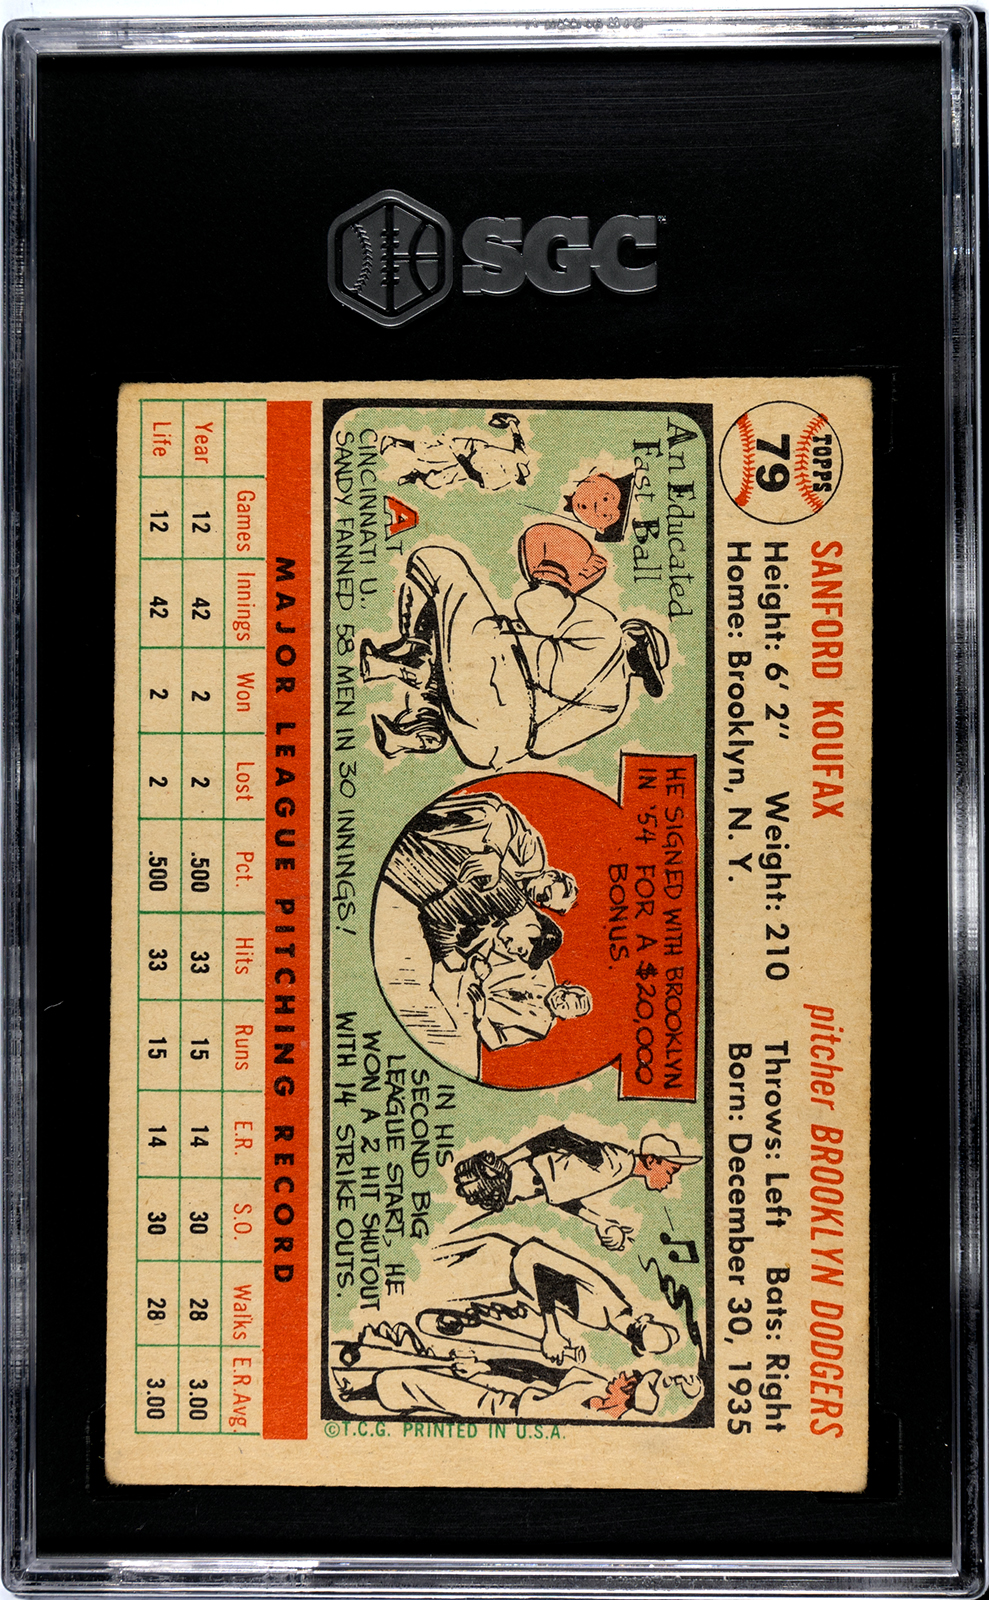 SGC
TOPPS
79
SANFORD KOUFAX pitcher BROOKLYN DODGERS
Height: 6' 2" Weight: 210 Throws: Left Bats: Right
Home: Brooklyn, N. Y. Born: December 30, 1935
An Educated
Fast Ball
AT
CINCINNATI U.,
SANDY FANNED 58 MEN IN 30 INNINGS!
HE SIGNED WITH BROOKLYN
IN '54 FOR A $20,000
BONUS.
IN HIS
SECOND BIG
LEAGUE START, HE
WON A 2 HIT SHUTOUT
WITH 14 STRIKE OUTS.
©T.C.G. PRINTED IN U.S.A.
MAJOR LEAGUE PITCHING RECORD
Games Innings Won Lost Pct. Hits Runs E.R. S.O. Walks E.R.Avg.
Year 12 42 2 2 .500 33 15 14 30 28 3.00
Life 12 42 2 2 .500 33 15 14 30 28 3.00